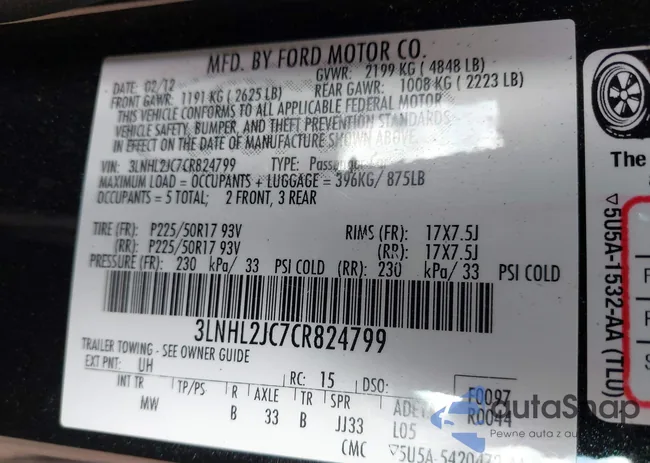 MFD. BY FORD MOTOR CO.
DATE: 02/12 GVWR: 2199 KG ( 4848 LB)
FRONT GAWR: 1191 KG ( 2625 LB) REAR GAWR: 1008 KG ( 2223 LB)
THIS VEHICLE CONFORMS TO ALL APPLICABLE FEDERAL MOTOR
VEHICLE SAFETY, BUMPER, AND THEFT PREVENTION STANDARDS
IN EFFECT ON THE DATE OF MANUFACTURE SHOWN ABOVE.
VIN: 3LNHL2JC7CR824799 TYPE:
MAXIMUM LOAD = OCCUPANTS + LUGGAGE = 396KG/ 875LB
OCCUPANTS = 5 TOTAL; 2 FRONT, 3 REAR
TIRE (FR): P225/50R17 93V RIMS (FR): 17X7.5J
(RR): P225/50R17 93V (RR): 17X7.5J
PRESSURE (FR): 230 kPa/ 33 PSI COLD (RR): 230 kPa/ 33 PSI COLD
3LNHL2JC7CR824799
TRAILER TOWING - SEE OWNER GUIDE
EXT PNT: UH RC: 15 DSO: F0097
INT TR TP/PS R AXLE TR SPR R0044
MW B 33 B JJ33 L05
CMC
The
▽5U5A-1532-AA (TLU)
autaSnap
Pewne auta z